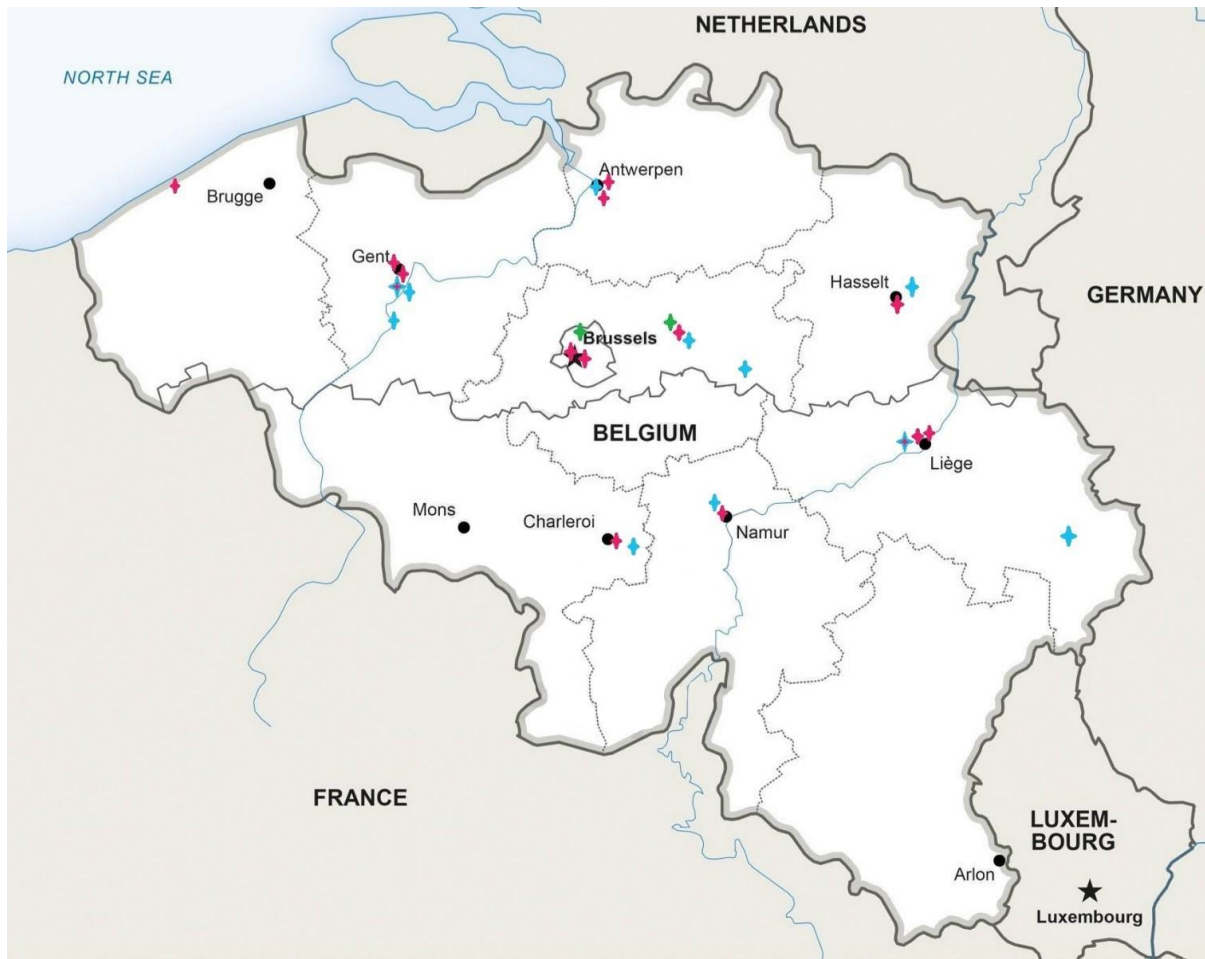 NETHERLANDS
NORTH SEA
Antwerpen
Brugge
Gent
Hasselt
GERMANY
Brussels
BELGIUM
Liège
Mons
Charleroi
Namur
FRANCE
LUXEM-
BOURG
Arlon
Luxembourg